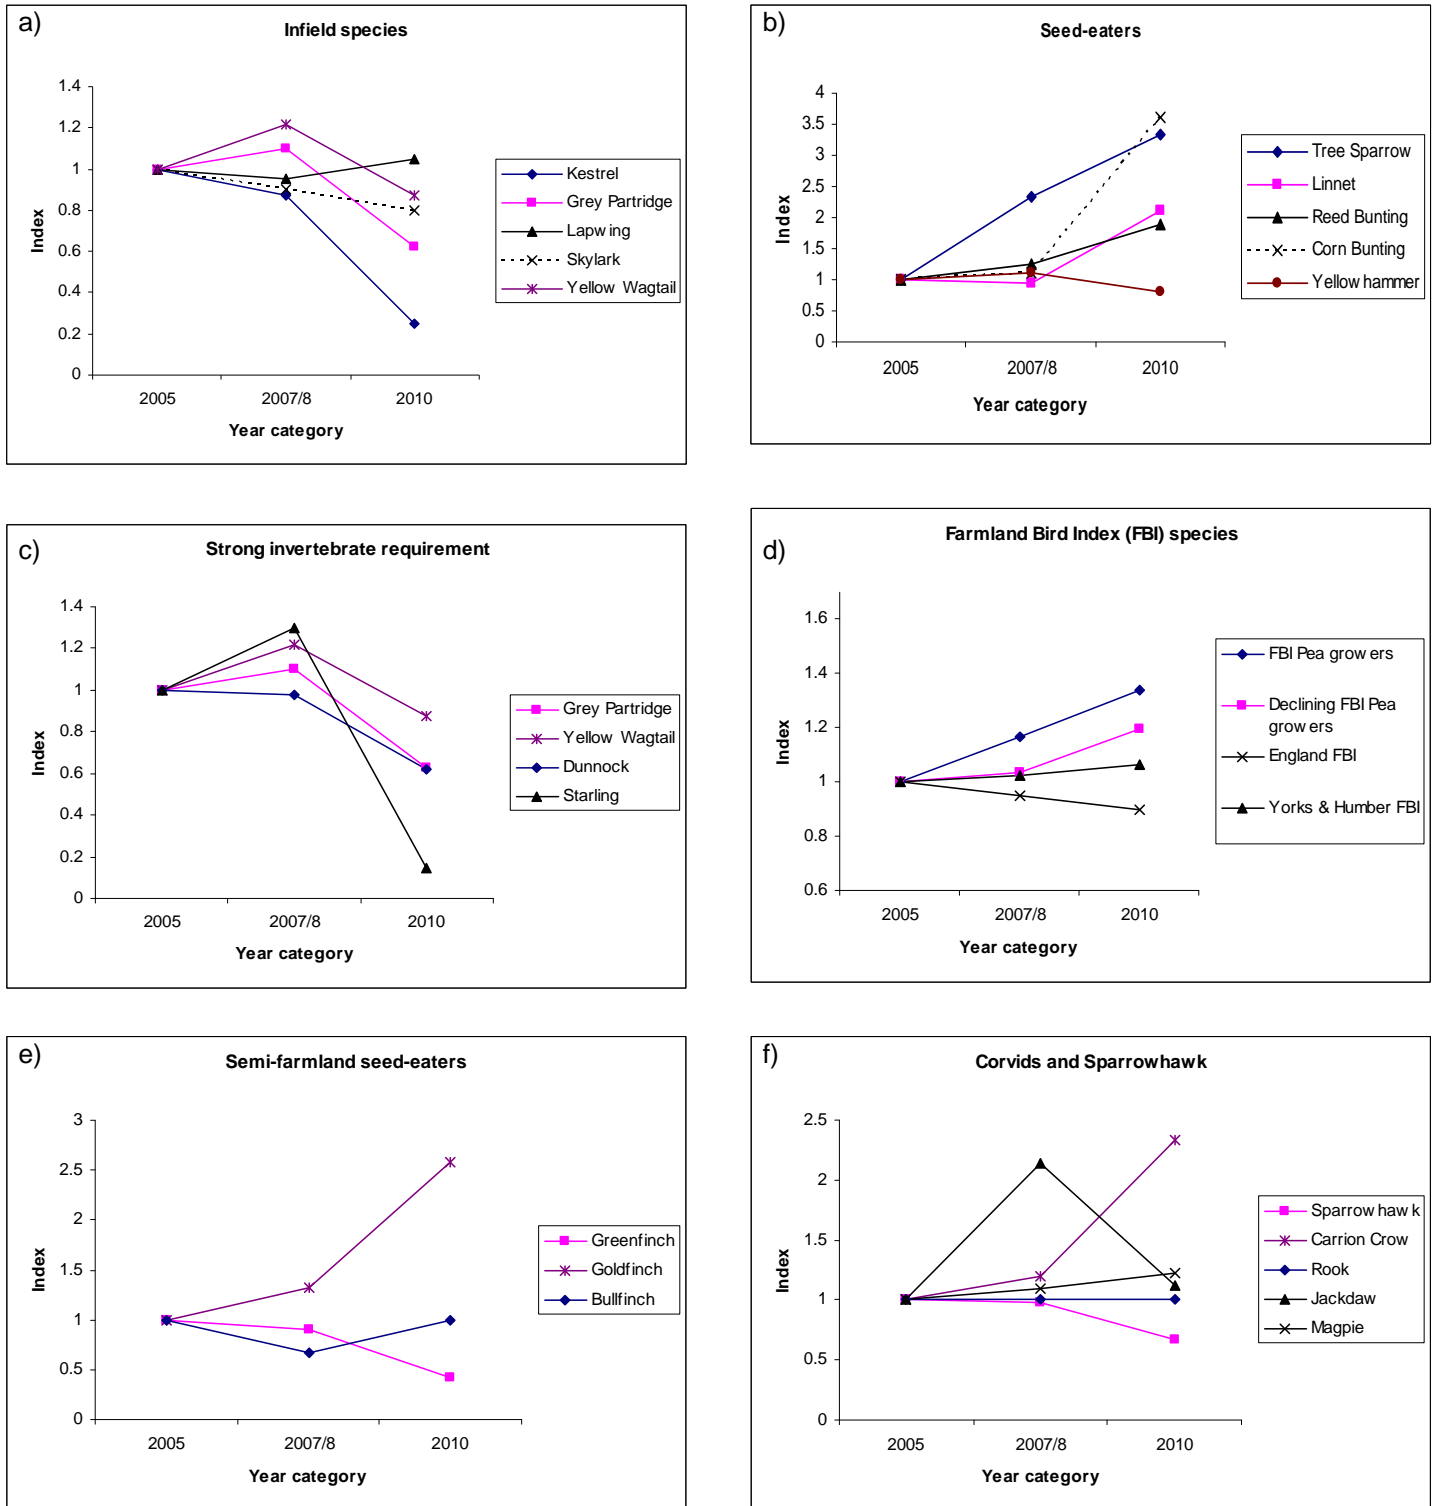 a)
Infield species
1.4
1.2
1
0.8
0.6
0.4
0.2
0
Index
2005 2007/8 2010
Year category
Kestrel
Grey Partridge
Lapwing
Skylark
Yellow Wagtail
b)
Seed-eaters
4
3.5
3
2.5
2
1.5
1
0.5
0
Index
2005 2007/8 2010
Year category
Tree Sparrow
Linnet
Reed Bunting
Corn Bunting
Yellowhammer
c)
Strong invertebrate requirement
1.4
1.2
1
0.8
0.6
0.4
0.2
0
Index
2005 2007/8 2010
Year category
Grey Partridge
Yellow Wagtail
Dunnock
Starling
d)
Farmland Bird Index (FBI) species
1.6
1.4
1.2
1
0.8
0.6
Index
2005 2007/8 2010
Year category
FBI Pea growers
Declining FBI Pea
growers
England FBI
Yorks & Humber FBI
e)
Semi-farmland seed-eaters
3
2.5
2
1.5
1
0.5
0
Index
2005 2007/8 2010
Year category
Greenfinch
Goldfinch
Bullfinch
f)
Corvids and Sparrowhawk
2.5
2
1.5
1
0.5
0
Index
2005 2007/8 2010
Year category
Sparrowhawk
Carrion Crow
Rook
Jackdaw
Magpie